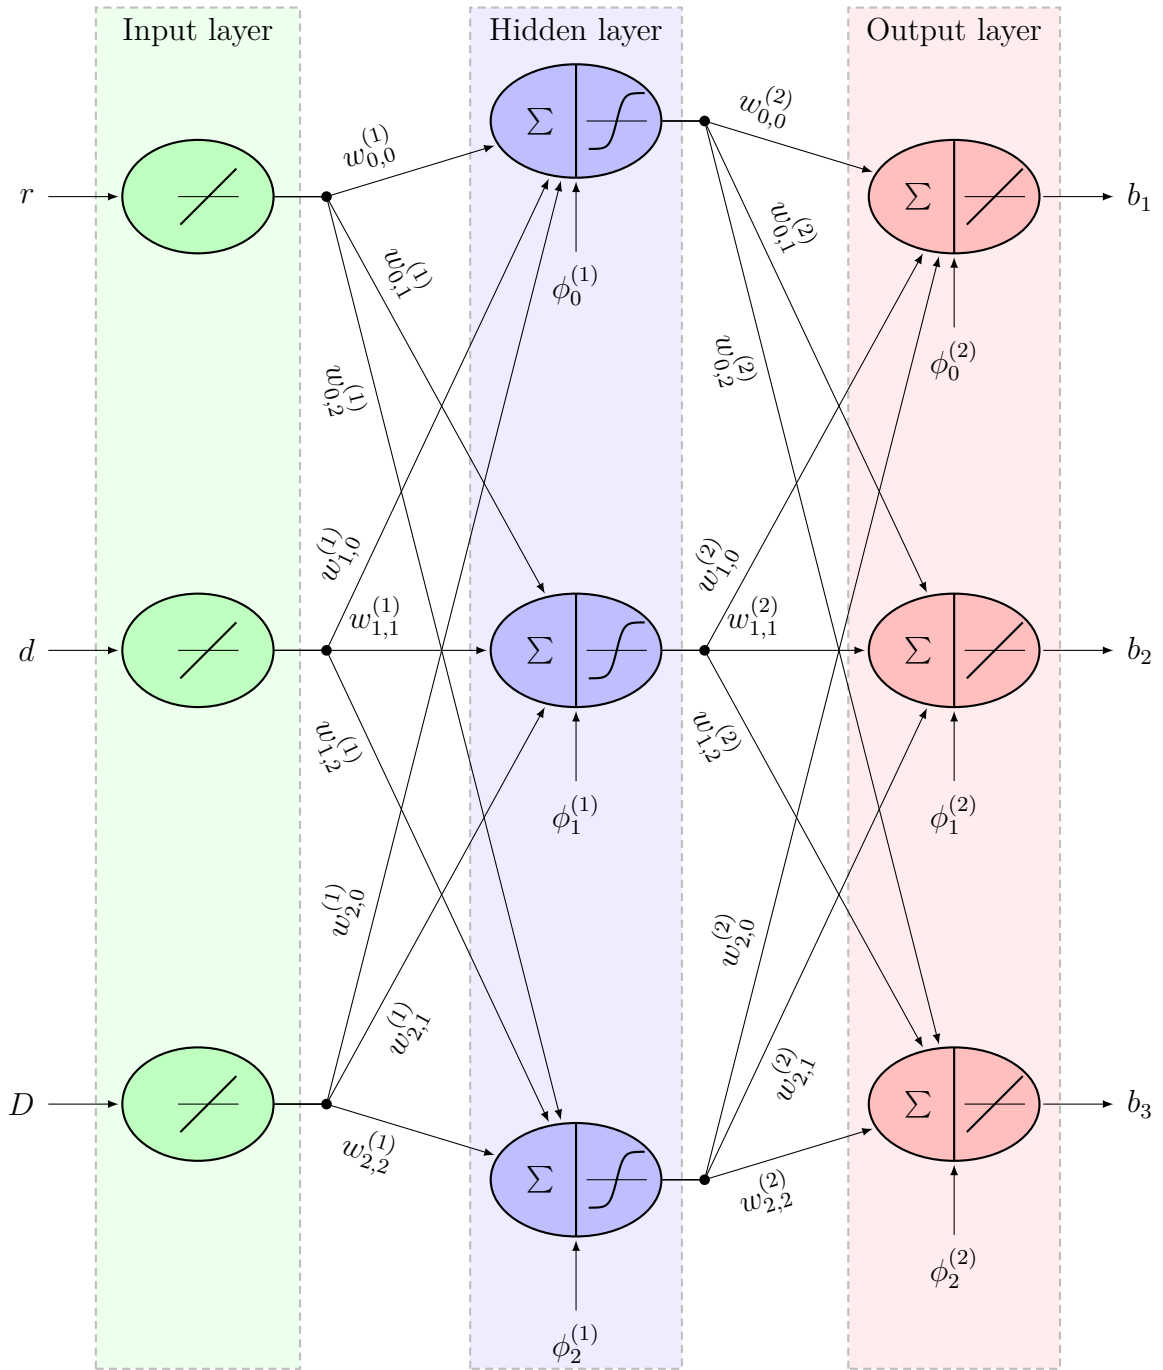 Input layer
Hidden layer
Output layer
r
d
D
w_{0,0}^{(1)}
w_{0,1}^{(1)}
w_{0,2}^{(1)}
w_{1,0}^{(1)}
w_{1,1}^{(1)}
w_{1,2}^{(1)}
w_{2,0}^{(1)}
w_{2,1}^{(1)}
w_{2,2}^{(1)}
Σ
ϕ_0^{(1)}
Σ
ϕ_1^{(1)}
Σ
ϕ_2^{(1)}
w_{0,0}^{(2)}
w_{0,1}^{(2)}
w_{0,2}^{(2)}
w_{1,0}^{(2)}
w_{1,1}^{(2)}
w_{1,2}^{(2)}
w_{2,0}^{(2)}
w_{2,1}^{(2)}
w_{2,2}^{(2)}
Σ
ϕ_0^{(2)}
Σ
ϕ_1^{(2)}
Σ
ϕ_2^{(2)}
b_1
b_2
b_3